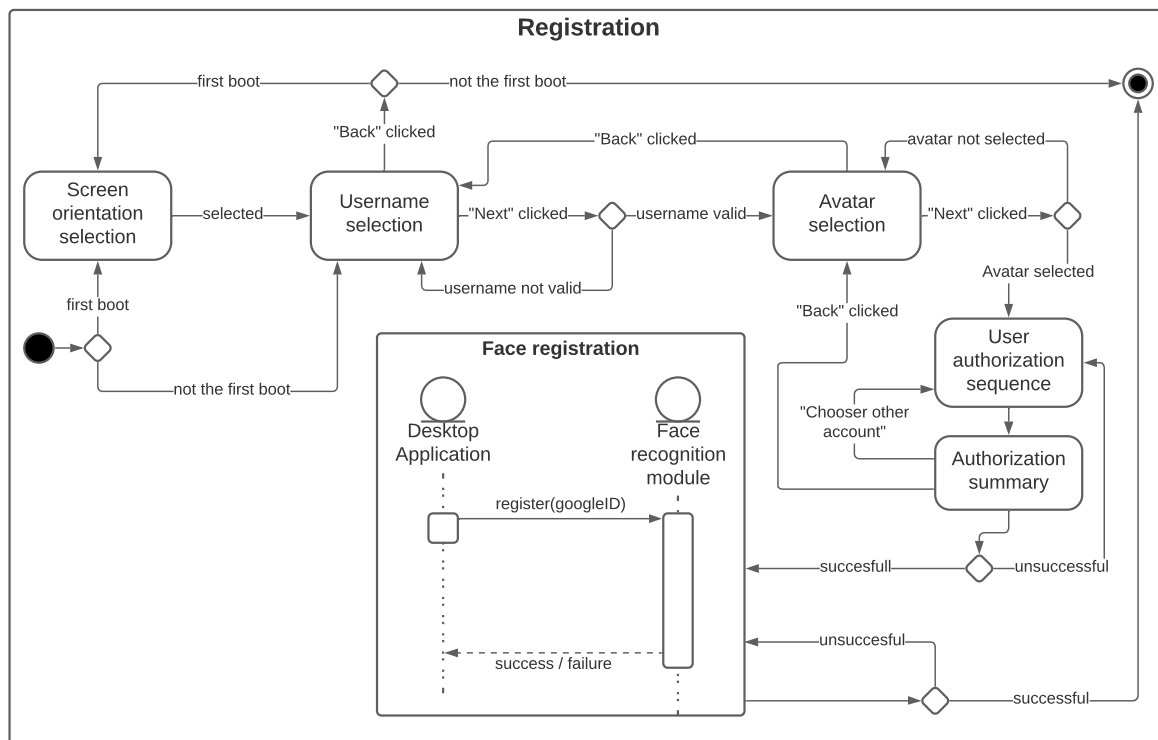 Registration
first boot
not the first boot
"Back" clicked
"Back" clicked
avatar not selected
Screen
orientation
selection
selected
Username
selection
"Next" clicked
username valid
Avatar
selection
"Next" clicked
username not valid
Avatar selected
first boot
"Back" clicked
not the first boot
Face registration
User
authorization
sequence
Desktop
Application
Face
recognition
module
"Chooser other
account"
Authorization
summary
register(googleID)
succesfull
unsuccessful
unsuccesful
success / failure
successful